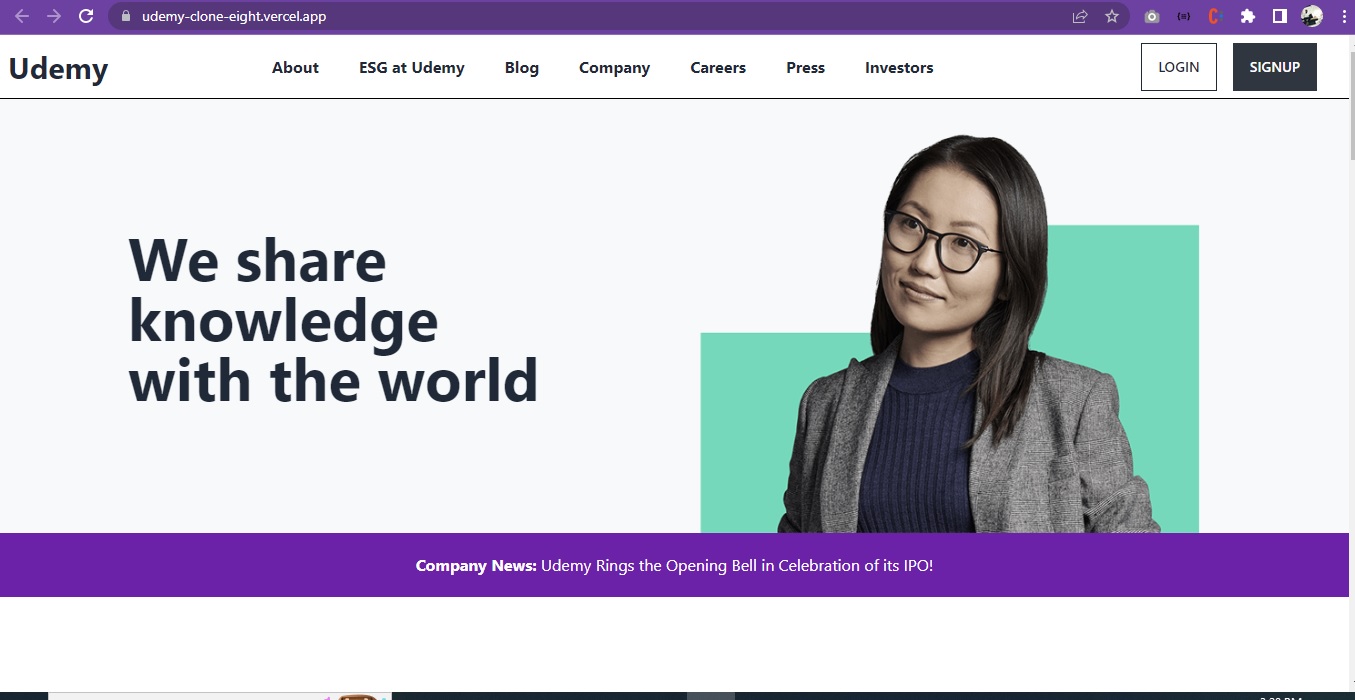 udemy-clone-eight.vercel.app
Udemy
About
ESG at Udemy
Blog
Company
Careers
Press
Investors
LOGIN
SIGNUP
We share
knowledge
with the world
Company News: Udemy Rings the Opening Bell in Celebration of its IPO!